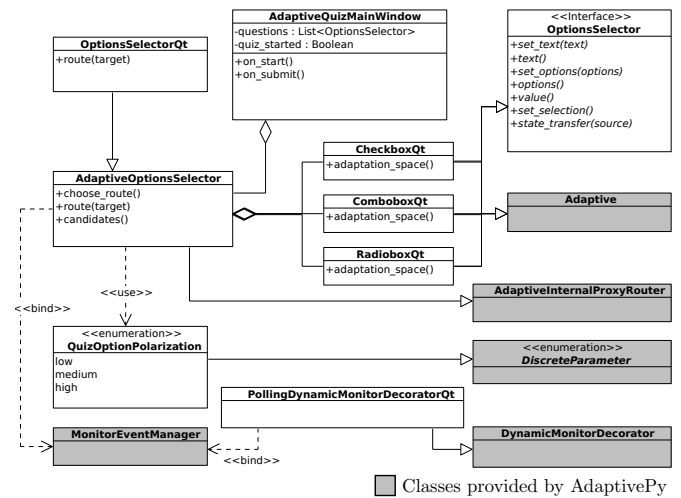 OptionsSelectorQt
+route(target)
AdaptiveQuizMainWindow
-questions : List<OptionsSelector>
-quiz_started : Boolean
+on_start()
+on_submit()
<<Interface>>
OptionsSelector
+set_text(text)
+text()
+set_options(options)
+options()
+value()
+set_selection()
+state_transfer(source)
AdaptiveOptionsSelector
+choose_route()
+route(target)
+candidates()
CheckboxQt
+adaptation_space()
ComboboxQt
+adaptation_space()
RadioboxQt
+adaptation_space()
Adaptive
AdaptiveInternalProxyRouter
<<use>>
<<bind>>
<<enumeration>>
QuizOptionPolarization
low
medium
high
<<enumeration>>
DiscreteParameter
PollingDynamicMonitorDecoratorQt
MonitorEventManager
<<bind>>
DynamicMonitorDecorator
Classes provided by AdaptivePy